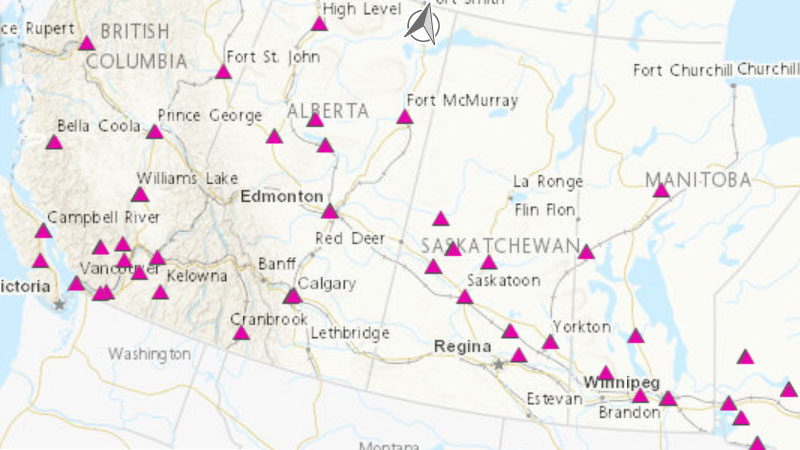 High Level
Fort Smith
ce Rupert
BRITISH
COLUMBIA
Fort St. John
ALBERTA
Fort McMurray
Fort Churchill
Churchill
Bella Coola
Prince George
Williams Lake
Edmonton
La Ronge
MANITOBA
Flin Flon
Campbell River
Red Deer
SASKATCHEWAN
Banff
Vancouver
Kelowna
Calgary
Saskatoon
ictoria
Cranbrook
Lethbridge
Yorkton
Regina
Washington
Winnipeg
Estevan
Brandon
Montana